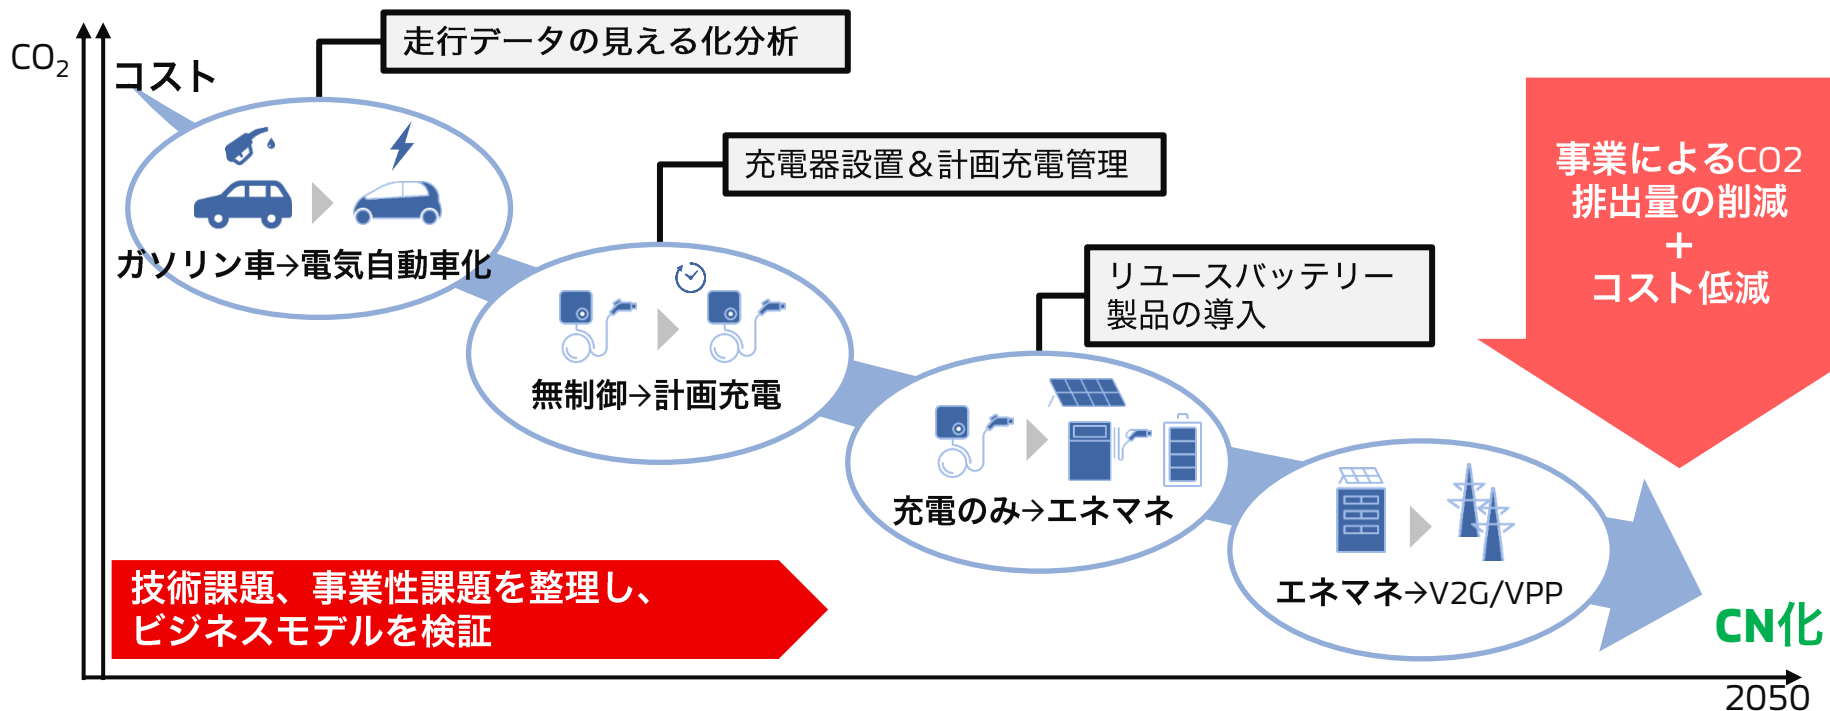 CO2
コスト
走行データの見える化分析
ガソリン車→電気自動車化
充電器設置＆計画充電管理
無制御→計画充電
リユースバッテリー
製品の導入
充電のみ→エネマネ
エネマネ→V2G/VPP
事業によるCO2
排出量の削減
+
コスト低減
技術課題、事業性課題を整理し、
ビジネスモデルを検証
CN化
2050